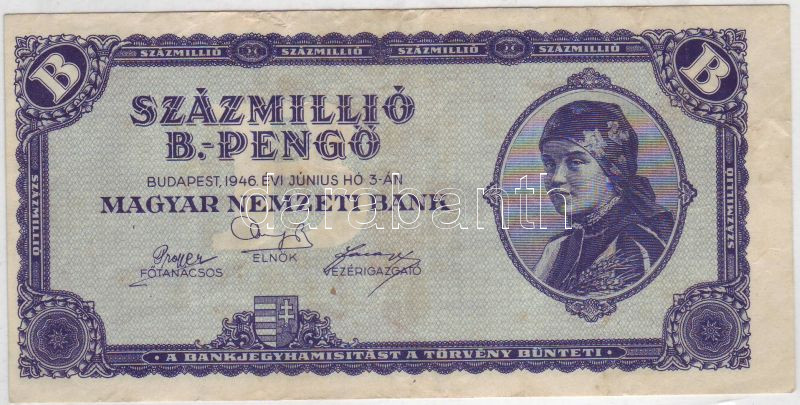 B SZÁZMILLIÓ SZÁZMILLIÓ SZÁZMILLIÓ SZÁZMILLIÓ B
SZÁZMILLIÓ
B.-PENGŐ
BUDAPEST, 1946. ÉVI JÚNIUS HÓ 3-ÁN
MAGYAR NEMZETI BANK
darabanth
FŐTANÁCSOS ELNÖK VEZÉRIGAZGATÓ
SZÁZMILLIÓ
SZÁZMILLIÓ
A BANKJEGYHAMISITÁST A TÖRVÉNY BÜNTETI